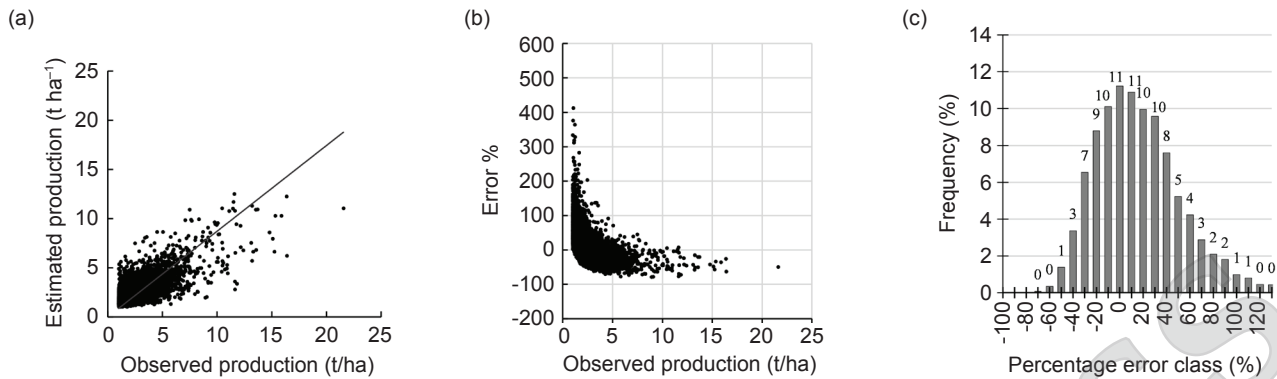 (a)
Estimated production (t ha⁻¹)
25
20
15
10
5
0
0 5 10 15 20 25
Observed production (t/ha)
(b)
Error %
600
500
400
300
200
100
0
-100
-200
0 5 10 15 20 25
Observed production (t/ha)
(c)
Frequency (%)
14
12
10
8
6
4
2
0
0 0 1 3 7 9 10 11 11 10 10 8 5 4 3 2 2 1 1 0 0
-100 -80 -60 -40 -20 0 20 40 60 80 100 120
Percentage error class (%)